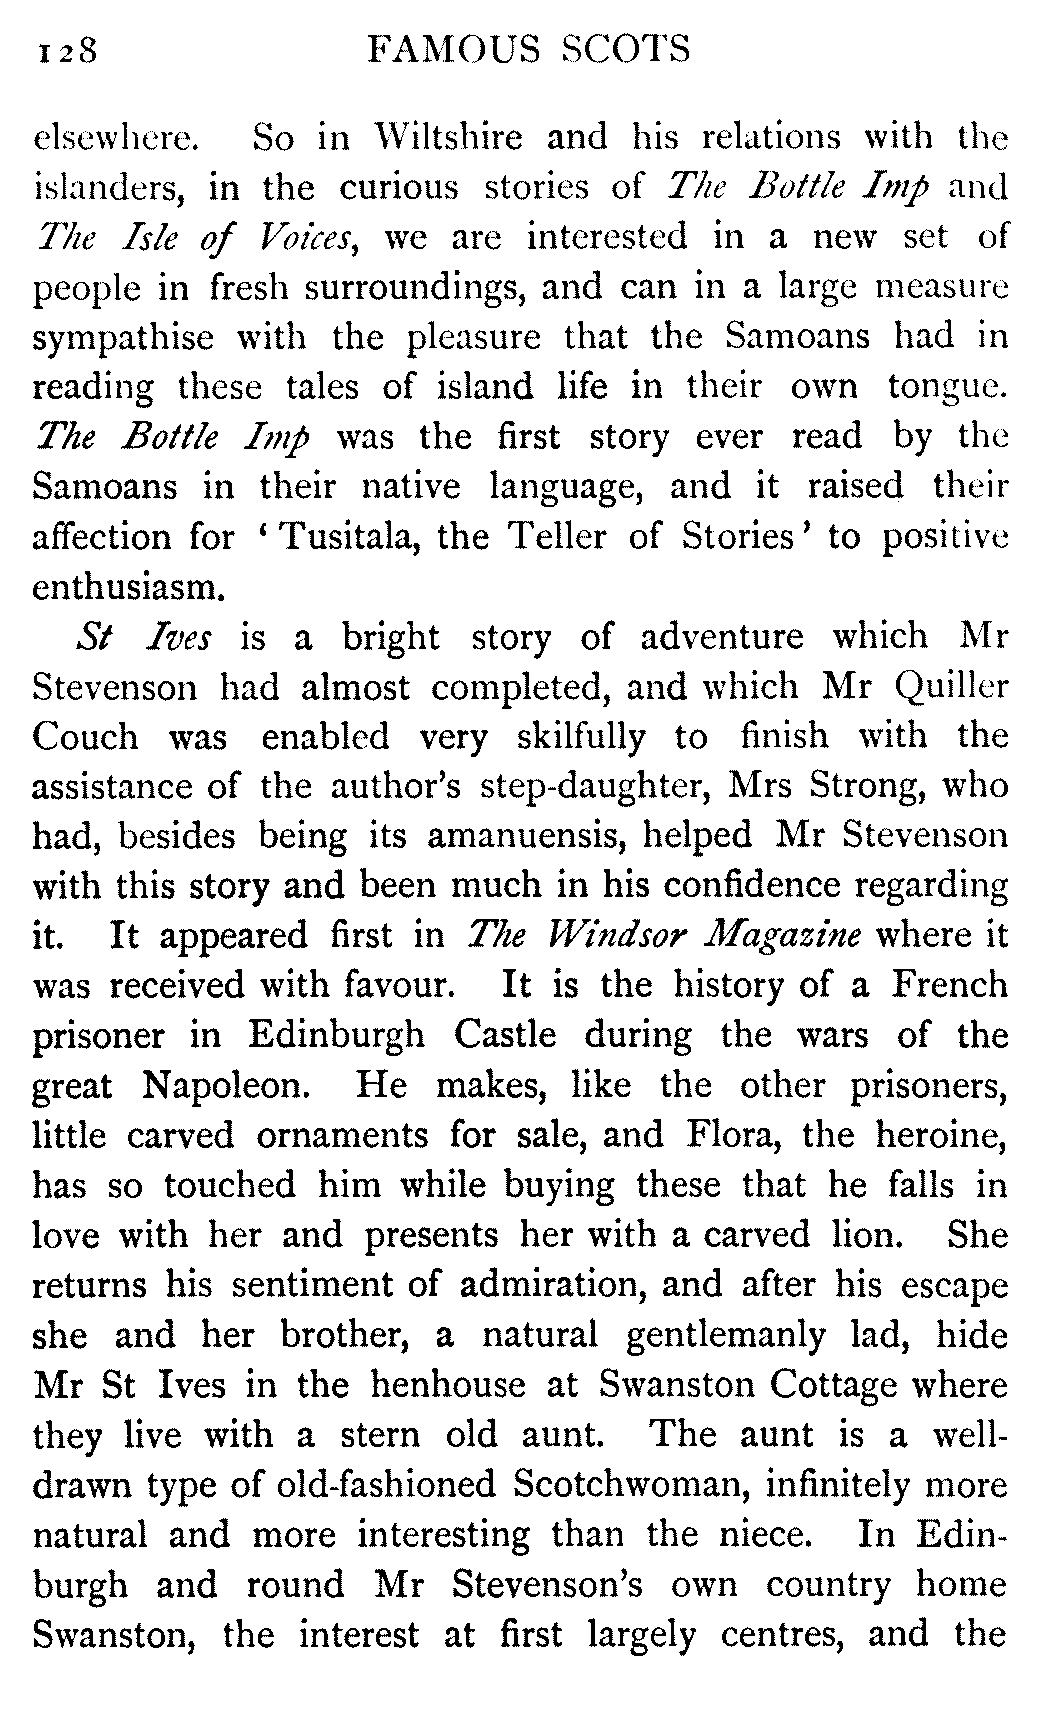 128 FAMOUS SCOTS
elsewhere. So in Wiltshire and his relations with the
islanders, in the curious stories of The Bottle Imp and
The Isle of Voices, we are interested in a new set of
people in fresh surroundings, and can in a large measure
sympathise with the pleasure that the Samoans had in
reading these tales of island life in their own tongue.
The Bottle Imp was the first story ever read by the
Samoans in their native language, and it raised their
affection for ‘Tusitala, the Teller of Stories’ to positive
enthusiasm.
St Ives is a bright story of adventure which Mr
Stevenson had almost completed, and which Mr Quiller
Couch was enabled very skilfully to finish with the
assistance of the author's step-daughter, Mrs Strong, who
had, besides being its amanuensis, helped Mr Stevenson
with this story and been much in his confidence regarding
it. It appeared first in The Windsor Magazine where it
was received with favour. It is the history of a French
prisoner in Edinburgh Castle during the wars of the
great Napoleon. He makes, like the other prisoners,
little carved ornaments for sale, and Flora, the heroine,
has so touched him while buying these that he falls in
love with her and presents her with a carved lion. She
returns his sentiment of admiration, and after his escape
she and her brother, a natural gentlemanly lad, hide
Mr St Ives in the henhouse at Swanston Cottage where
they live with a stern old aunt. The aunt is a well-
drawn type of old-fashioned Scotchwoman, infinitely more
natural and more interesting than the niece. In Edin-
burgh and round Mr Stevenson's own country home
Swanston, the interest at first largely centres, and the